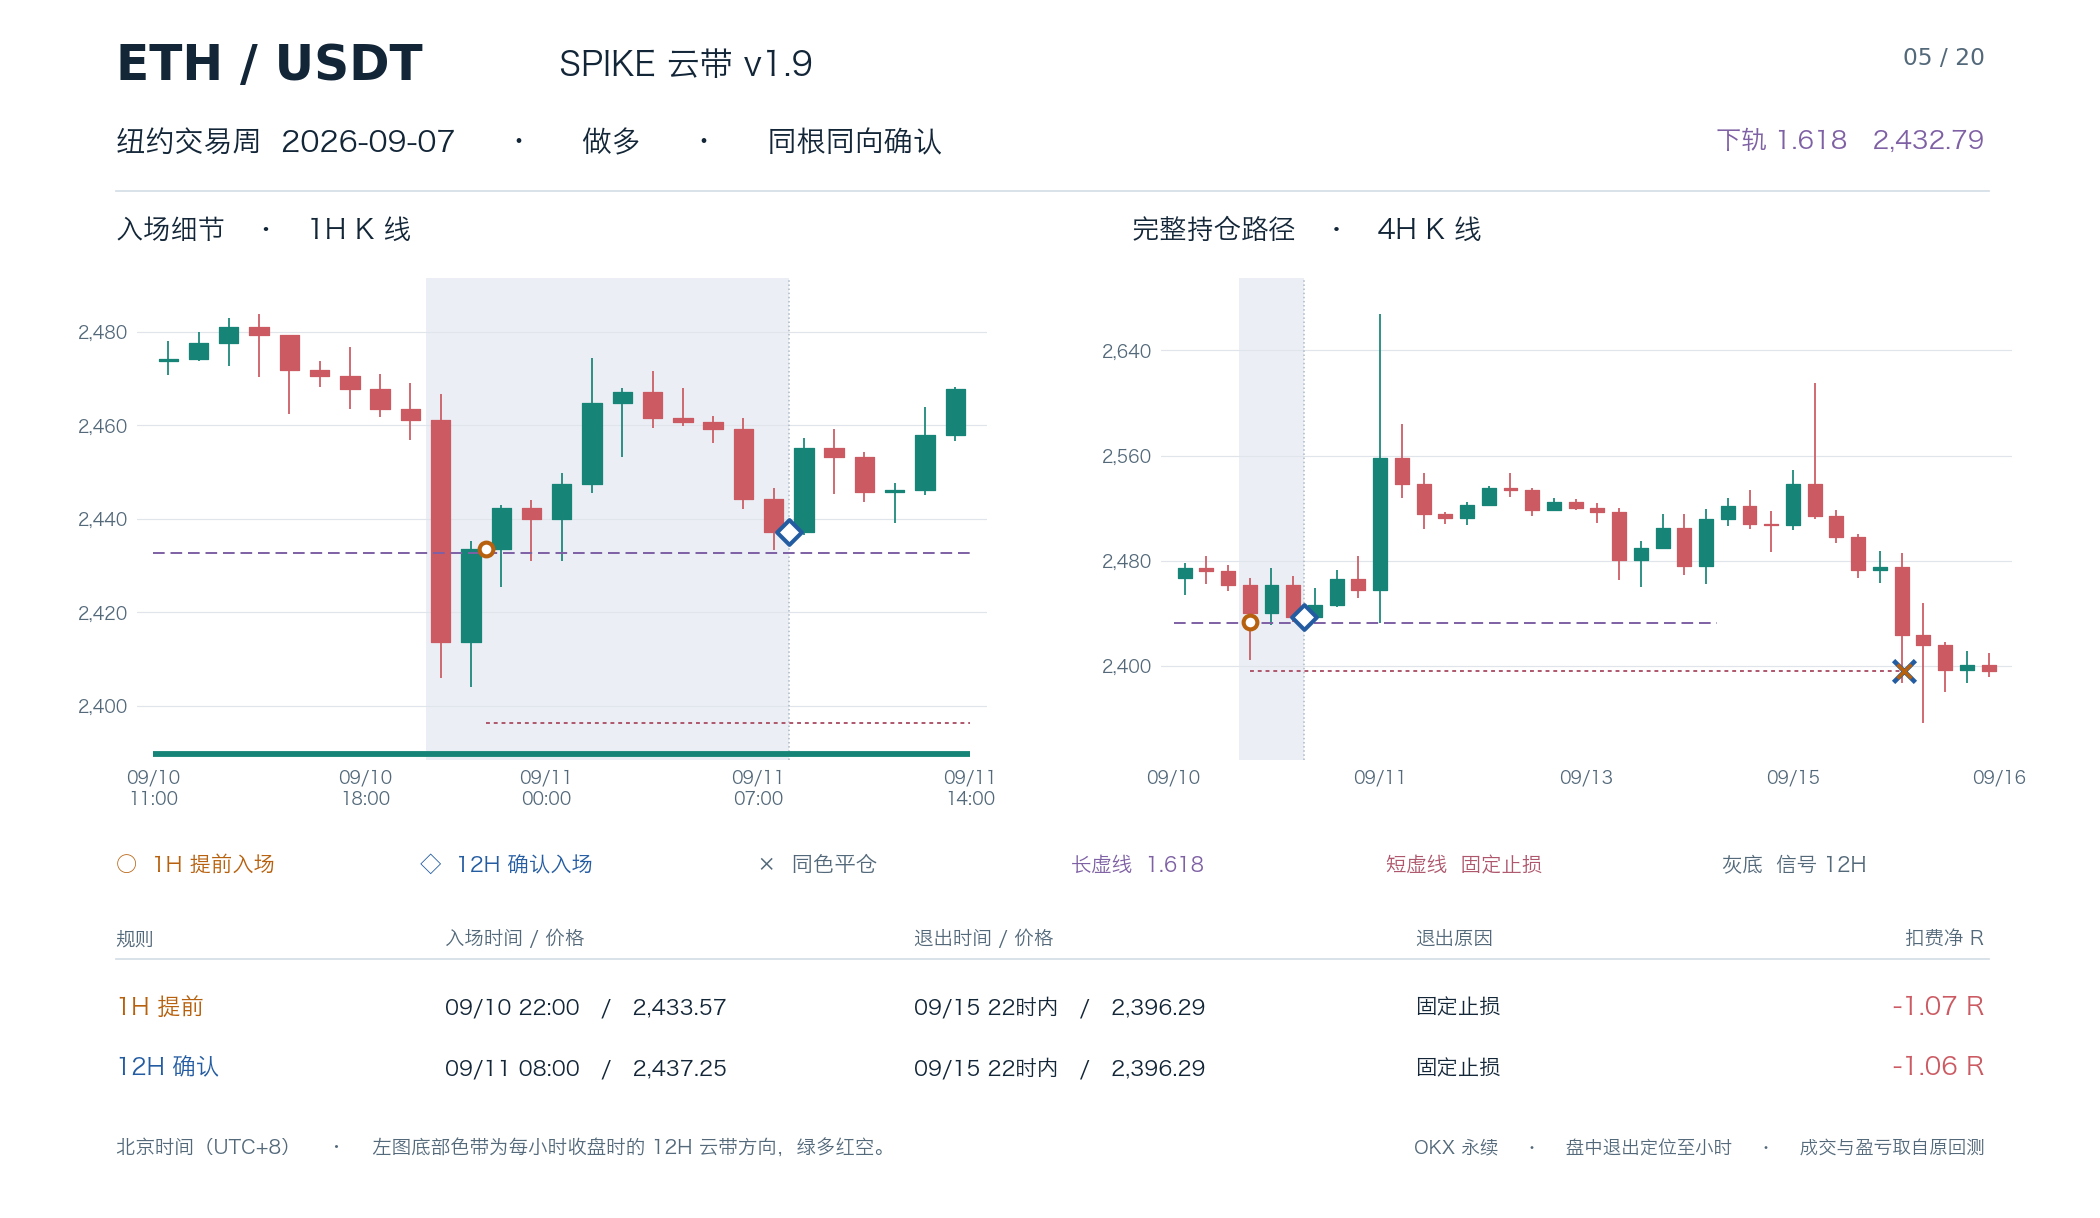 ETH / USDT SPIKE 云带 v1.9 05 / 20
纽约交易周 2026-09-07 · 做多 · 同根同向确认 下轨 1.618 2,432.79
入场细节 · 1H K 线
2,480
2,460
2,440
2,420
2,400
09/10 11:00
09/10 18:00
09/11 00:00
09/11 07:00
09/11 14:00
完整持仓路径 · 4H K 线
2,640
2,560
2,480
2,400
09/10 09/11 09/13 09/15 09/16
○ 1H 提前入场 ◇ 12H 确认入场 × 同色平仓 长虚线 1.618 短虚线 固定止损 灰底 信号 12H
规则 入场时间 / 价格 退出时间 / 价格 退出原因 扣费净 R
1H 提前 09/10 22:00 / 2,433.57 09/15 22时内 / 2,396.29 固定止损 -1.07 R
12H 确认 09/11 08:00 / 2,437.25 09/15 22时内 / 2,396.29 固定止损 -1.06 R
北京时间（UTC+8） · 左图底部色带为每小时收盘时的 12H 云带方向，绿多红空。 OKX 永续 · 盘中退出定位至小时 · 成交与盈亏取自原回测